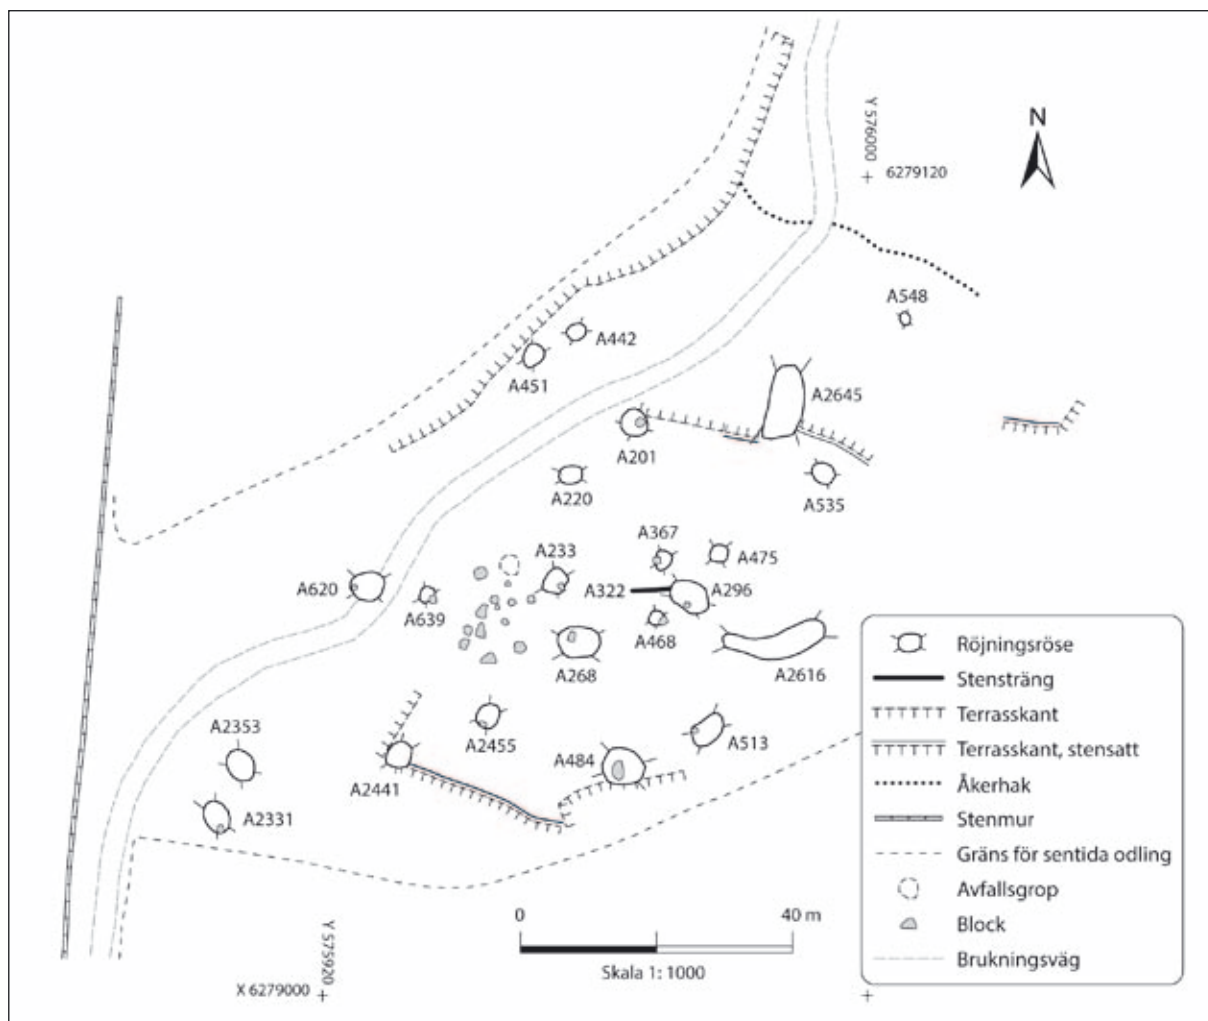 N
Y 576000
6279120
A548
A442
A451
A2645
A201
A220
A535
A367
A475
A233
A620
A322
A296
A639
A468
A268
A2616
A2353
A2455
A513
A484
A2441
A2331
Röjningsröse
Stensträng
Terrasskant
Terrasskant, stensatt
Åkerhak
Stenmur
Gräns för sentida odling
Avfallsgrop
Block
Brukningsväg
0 40 m
Skala 1: 1000
Y 575920
X 6279000